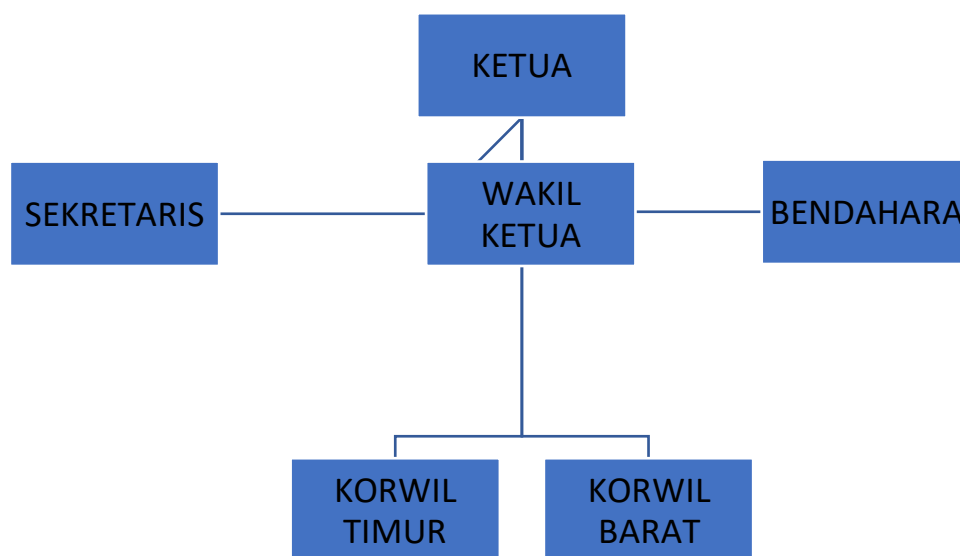 KETUA
SEKRETARIS
WAKIL
KETUA
BENDAHARA
KORWIL
TIMUR
KORWIL
BARAT